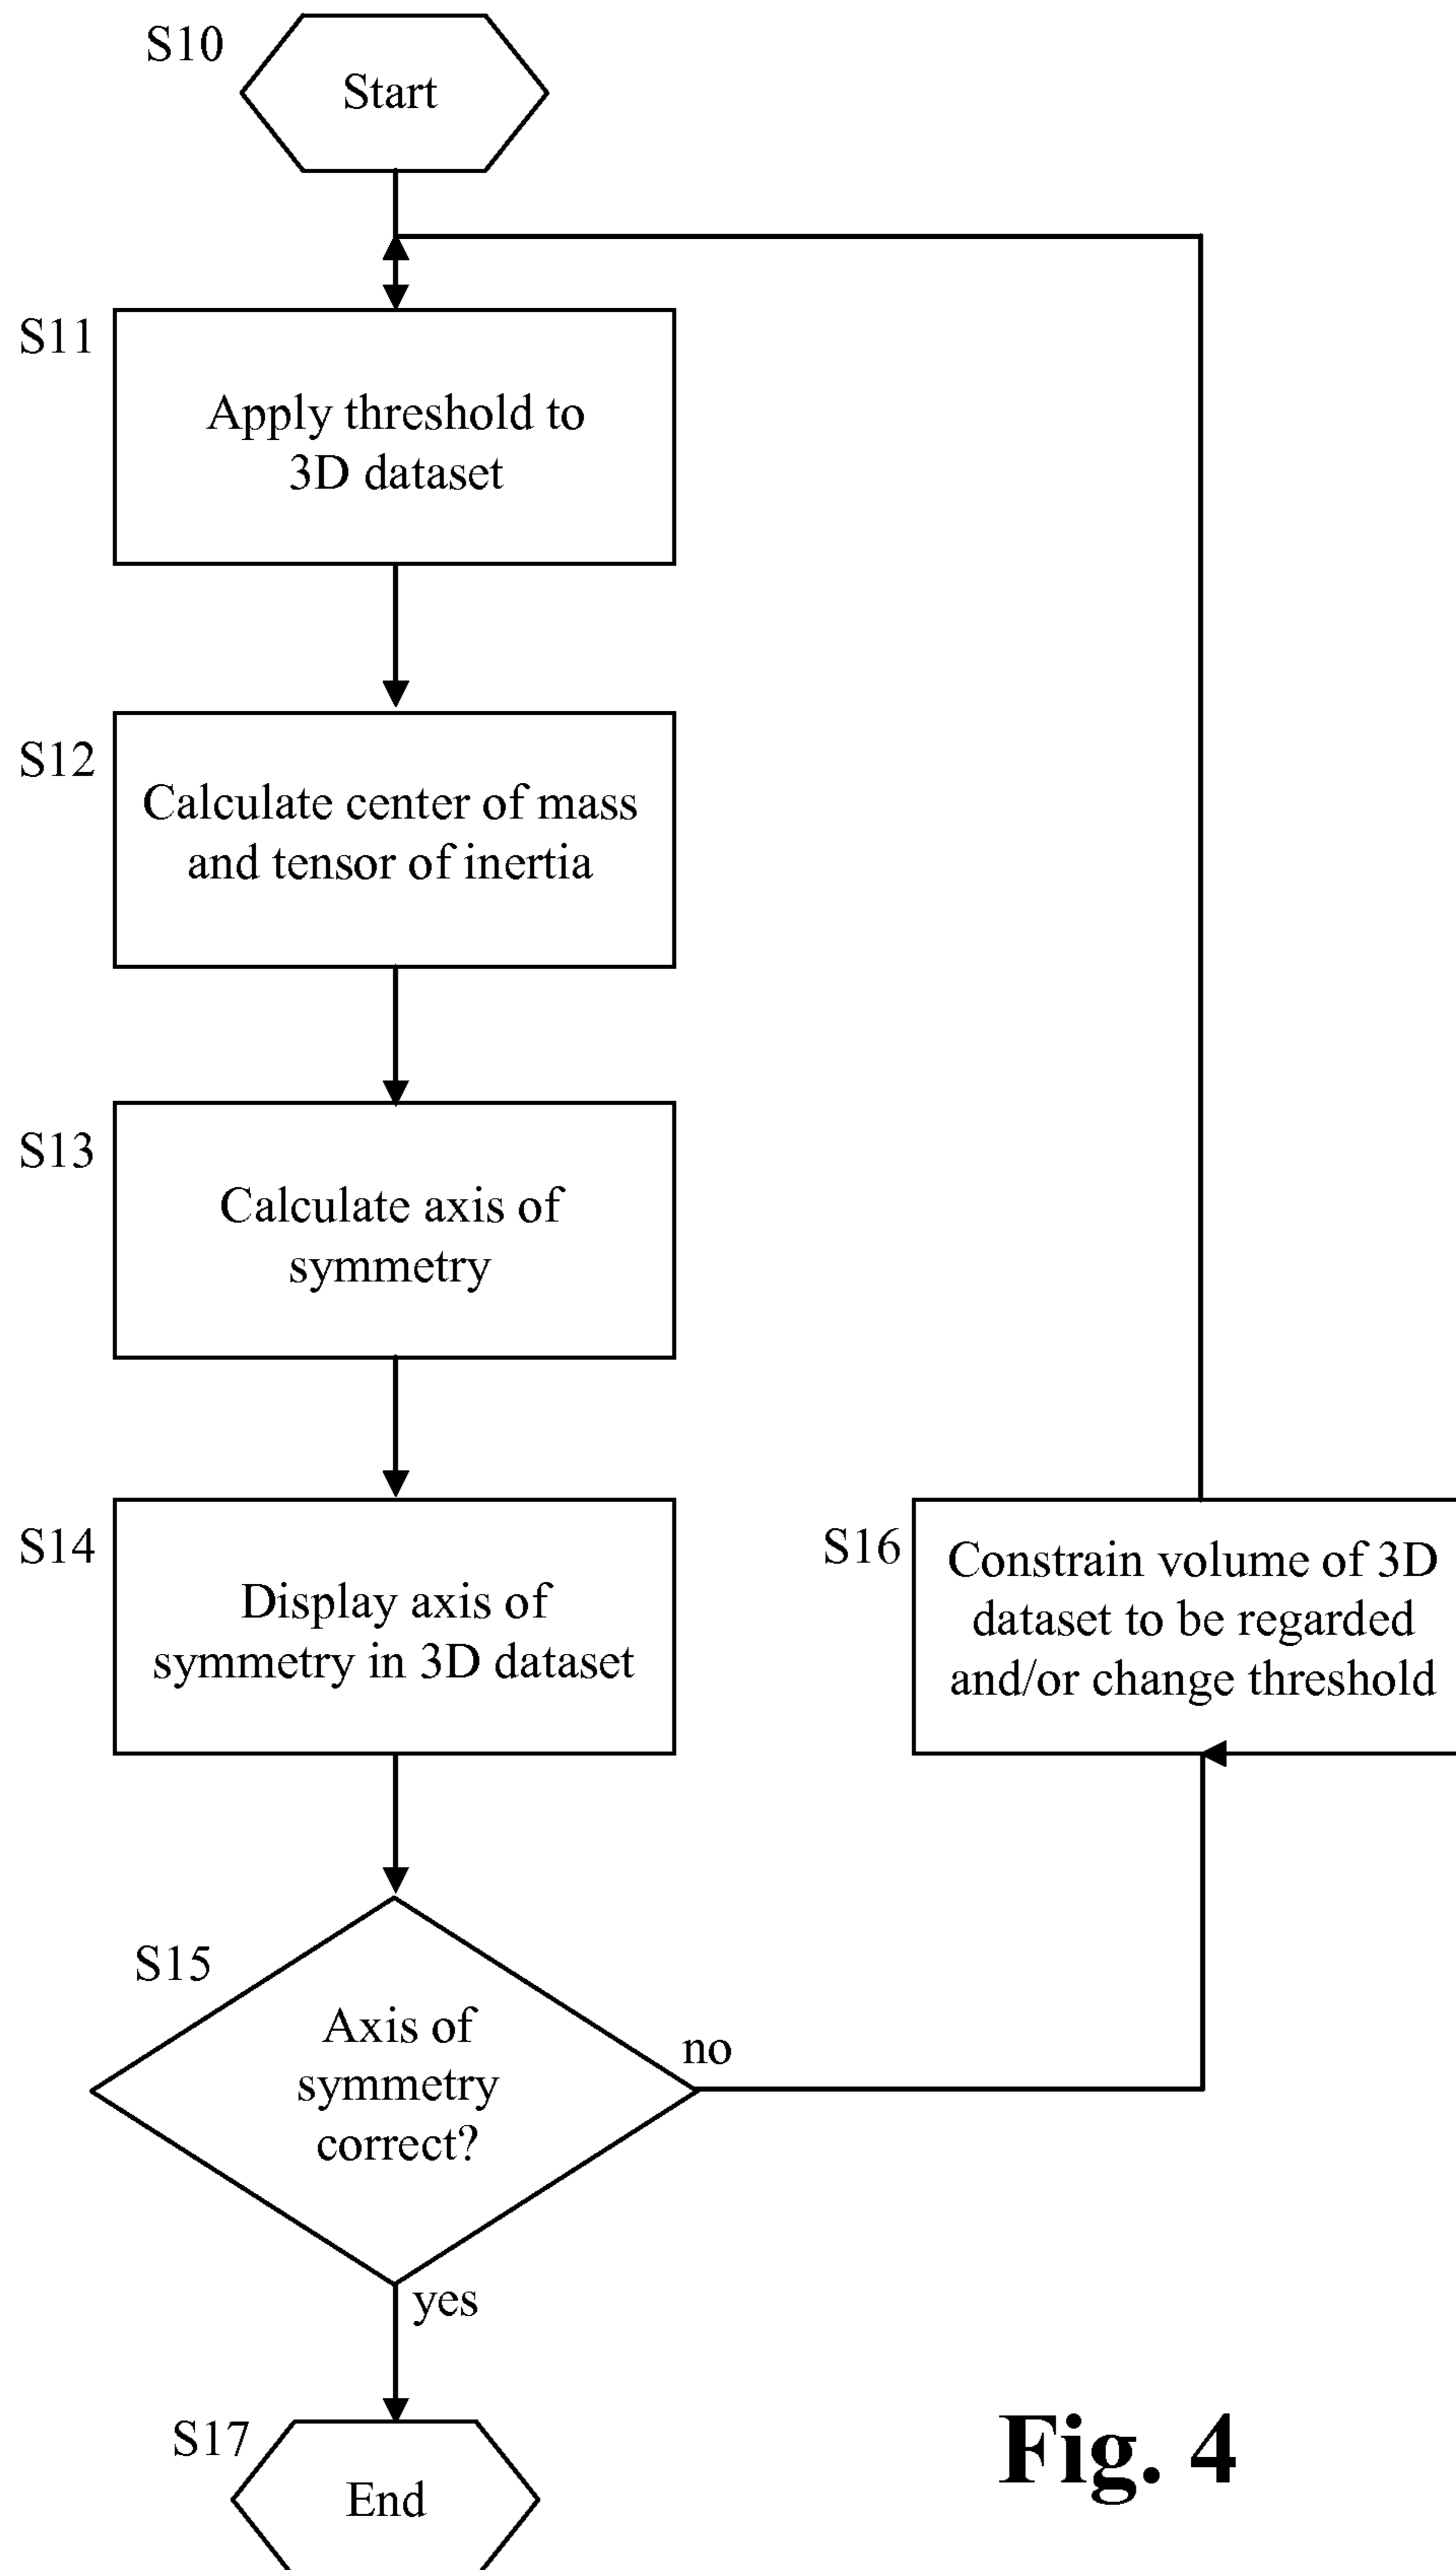 S10
Start
S11
Apply threshold to
3D dataset
S12
Calculate center of mass
and tensor of inertia
S13
Calculate axis of
symmetry
S14
Display axis of
symmetry in 3D dataset
S16
Constrain volume of 3D
dataset to be regarded
and/or change threshold
S15
Axis of
symmetry
correct?
no
yes
S17
End
Fig. 4